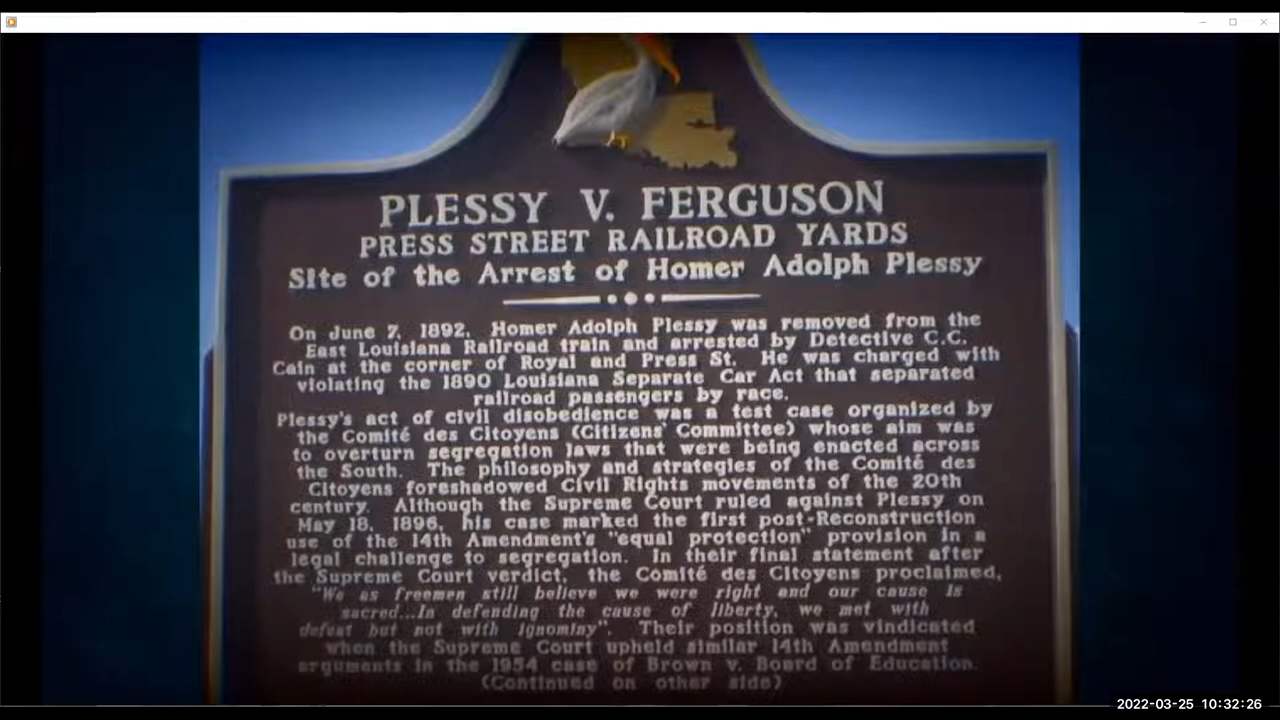 PLESSY V. FERGUSON
PRESS STREET RAILROAD YARDS
Site of the Arrest of Homer Adolph Plessy
On June 7, 1892, Homer Adolph Plessy was removed from the
East Louisiana Railroad train and arrested by Detective C.C.
Cain at the corner of Royal and Press St. He was charged with
violating the 1890 Louisiana Separate Car Act that separated
railroad passengers by race.
Plessy's act of civil disobedience was a test case organized by
the Comité des Citoyens (Citizens' Committee) whose aim was
to overturn segregation laws that were being enacted across
the South. The philosophy and strategies of the Comité des
Citoyens foreshadowed Civil Rights movements of the 20th
century. Although the Supreme Court ruled against Plessy on
May 18, 1896, his case marked the first post-Reconstruction
use of the 14th Amendment's "equal protection" provision in a
legal challenge to segregation. In their final statement after
the Supreme Court verdict, the Comité des Citoyens proclaimed,
"We as freemen still believe we were right and our cause is
sacred...In defending the cause of liberty, we met with
defeat but not with ignominy". Their position was vindicated
when the Supreme Court upheld similar 14th Amendment
arguments in the 1954 case of Brown v. Board of Education.
(Continued on other side)
2022-03-25 10:32:26